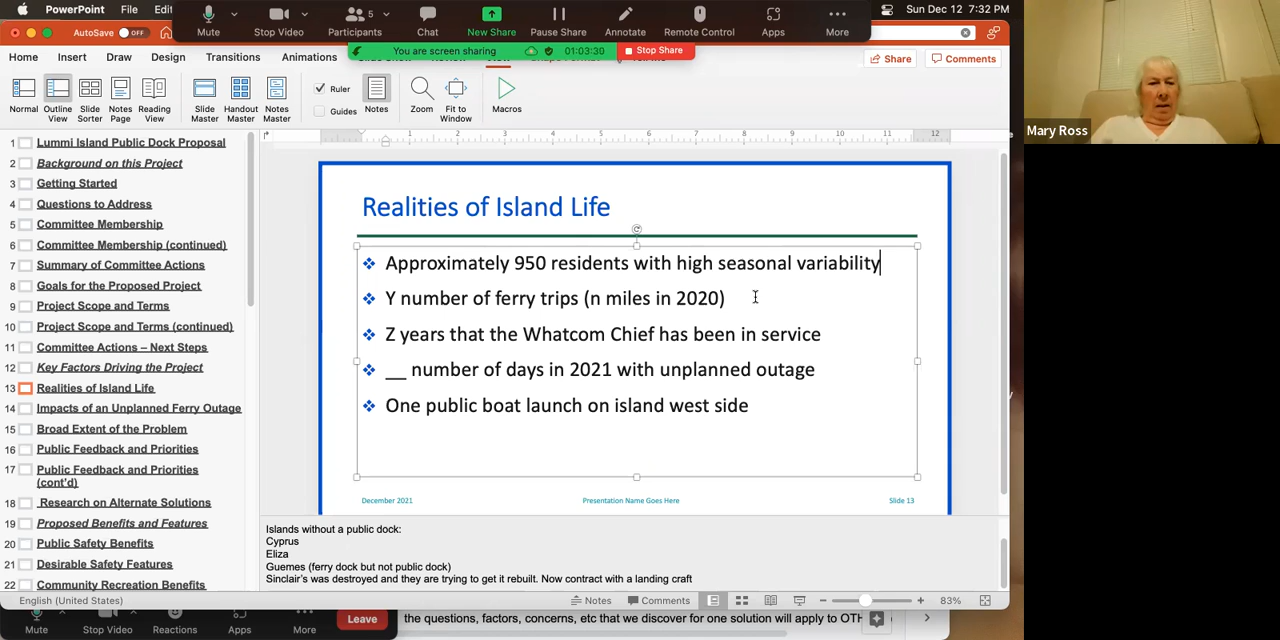 PowerPoint File Edit Sun Dec 12 7:32 PM
Mute Stop Video Participants 5 Chat New Share Pause Share Annotate Remote Control Apps More
You are screen sharing 01:03:30 Stop Share
AutoSave OFF
Home Insert Draw Design Transitions Animations Share Comments
Normal Outline View Slide Sorter Notes Page Reading View Slide Master Handout Master Notes Master Ruler Guides Notes Zoom Fit to Window Macros
1 2 3 4 5 6 7 8 9 10 11 12
1 Lummi Island Public Dock Proposal
2 Background on this Project
3 Getting Started
4 Questions to Address
5 Committee Membership
6 Committee Membership (continued)
7 Summary of Committee Actions
8 Goals for the Proposed Project
9 Project Scope and Terms
10 Project Scope and Terms (continued)
11 Committee Actions – Next Steps
12 Key Factors Driving the Project
13 Realities of Island Life
14 Impacts of an Unplanned Ferry Outage
15 Broad Extent of the Problem
16 Public Feedback and Priorities
17 Public Feedback and Priorities
(cont'd)
18 Research on Alternate Solutions
19 Proposed Benefits and Features
20 Public Safety Benefits
21 Desirable Safety Features
22 Community Recreation Benefits
Realities of Island Life
❖ Approximately 950 residents with high seasonal variability
❖ Y number of ferry trips (n miles in 2020)
❖ Z years that the Whatcom Chief has been in service
❖ __ number of days in 2021 with unplanned outage
❖ One public boat launch on island west side
December 2021 Presentation Name Goes Here Slide 13
Islands without a public dock:
Cyprus
Eliza
Guemes (ferry dock but not public dock)
Sinclair's was destroyed and they are trying to get it rebuilt. Now contract with a landing craft
English (United States) Notes Comments 83%
Mute Stop Video Reactions Apps More Leave
the questions, factors, concerns, etc that we discover for one solution will apply to OTH
Mary Ross